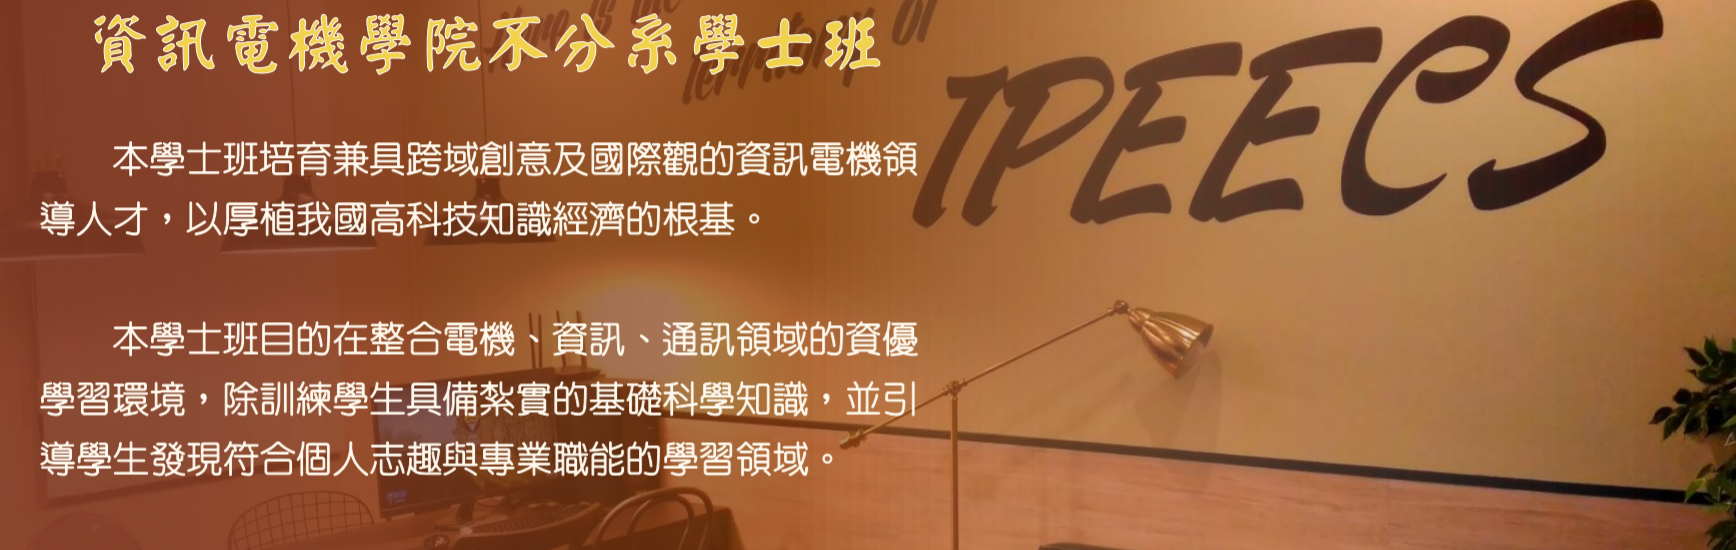 資訊電機學院不分系學士班
Here is the
territory of
IPEECS
本學士班培育兼具跨域創意及國際觀的資訊電機領
導人才，以厚植我國高科技知識經濟的根基。
本學士班目的在整合電機、資訊、通訊領域的資優
學習環境，除訓練學生具備紮實的基礎科學知識，並引
導學生發現符合個人志趣與專業職能的學習領域。